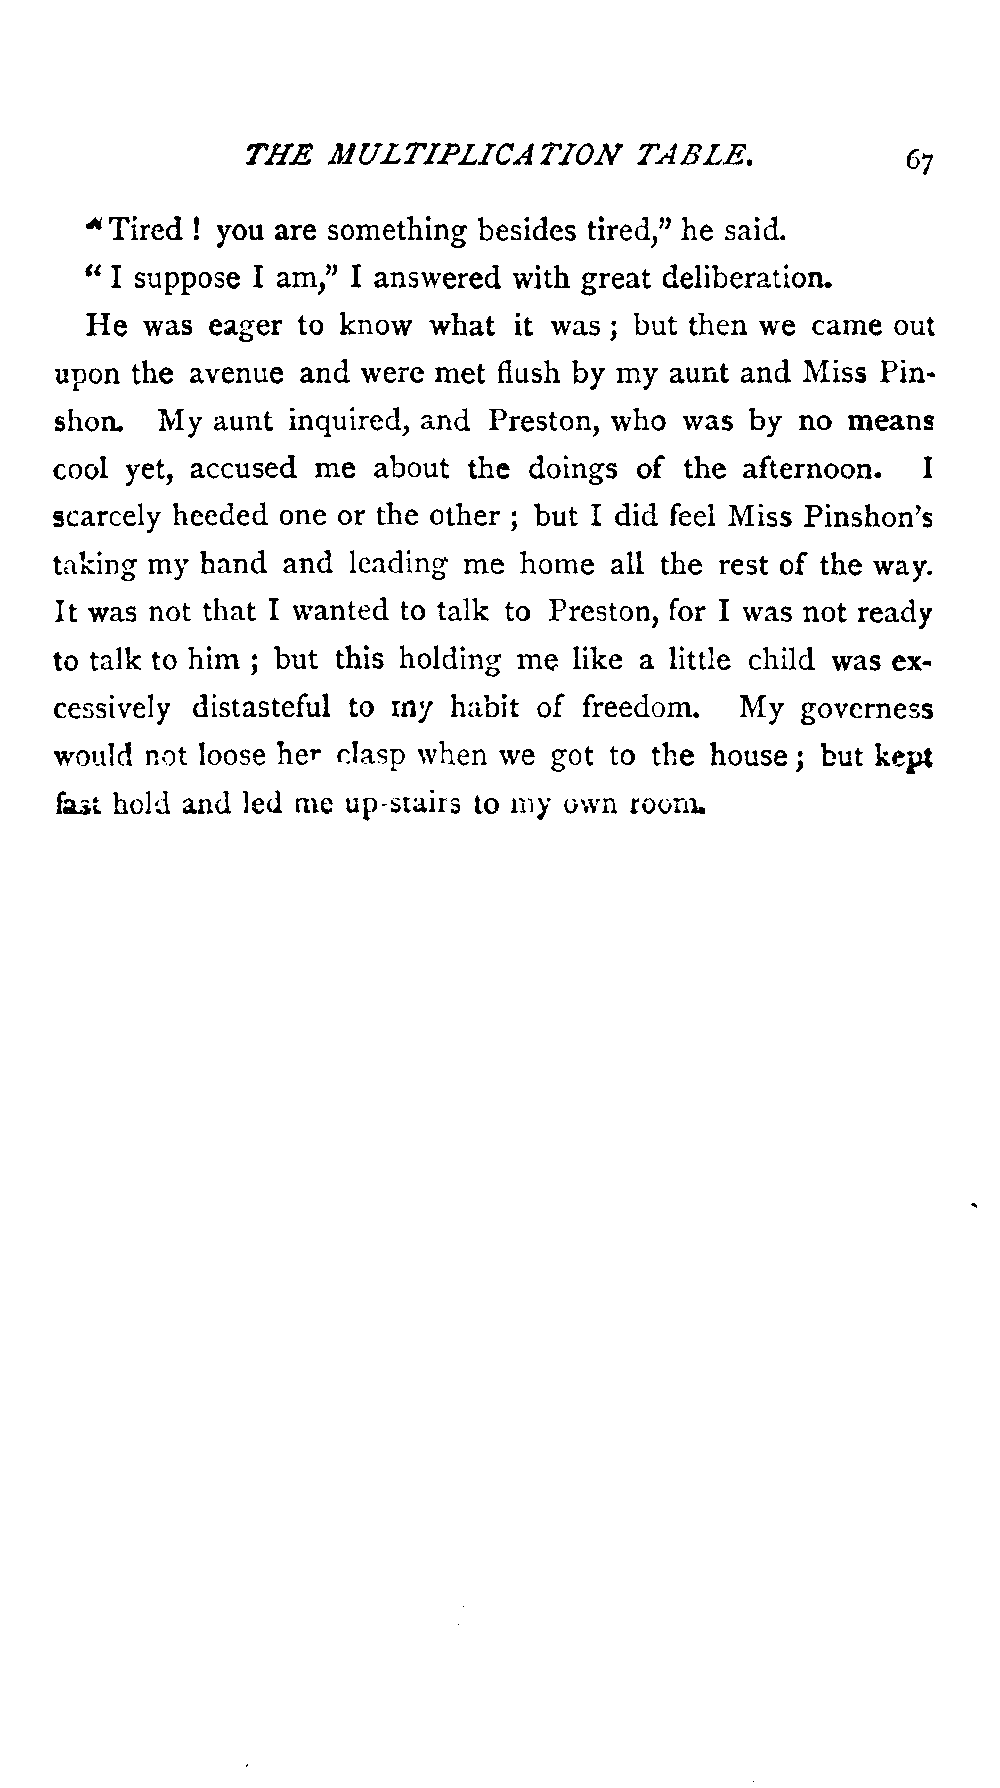 THE MULTIPLICATION TABLE. 67
"Tired ! you are something besides tired," he said.
" I suppose I am," I answered with great deliberation.
He was eager to know what it was ; but then we came out
upon the avenue and were met flush by my aunt and Miss Pin-
shon. My aunt inquired, and Preston, who was by no means
cool yet, accused me about the doings of the afternoon. I
scarcely heeded one or the other ; but I did feel Miss Pinshon's
taking my hand and leading me home all the rest of the way.
It was not that I wanted to talk to Preston, for I was not ready
to talk to him ; but this holding me like a little child was ex-
cessively distasteful to my habit of freedom. My governess
would not loose her clasp when we got to the house ; but kept
fast hold and led me up-stairs to my own room.